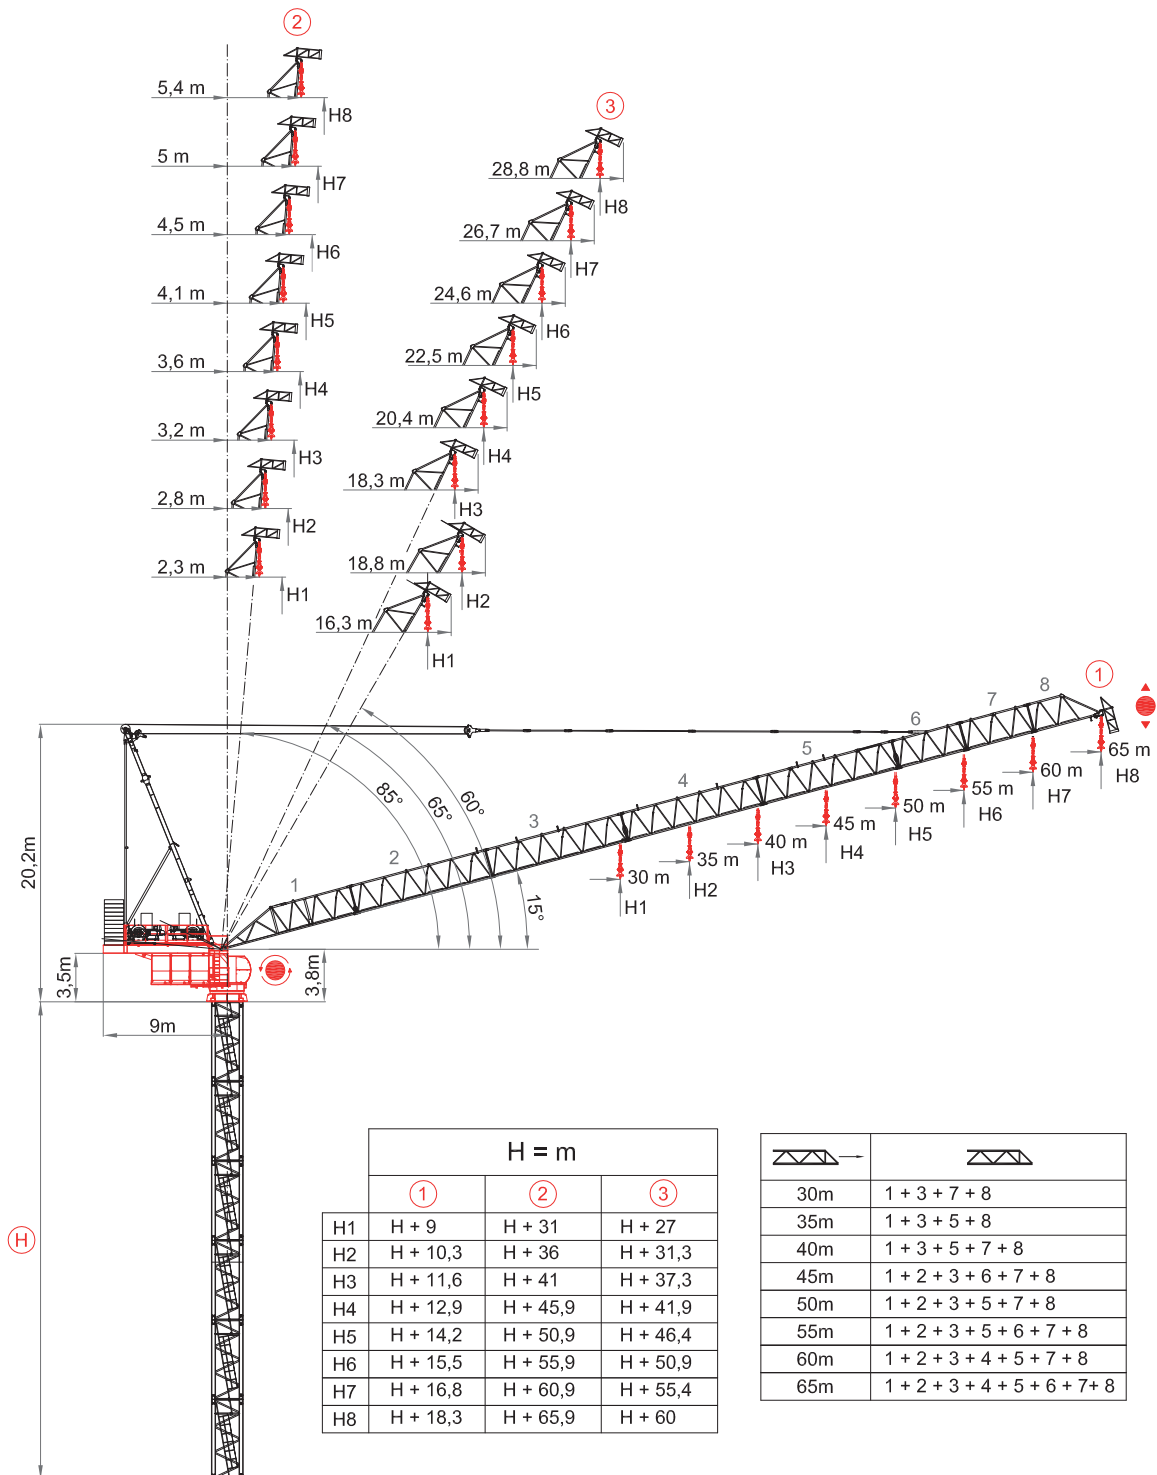 2
5,4 m
H8
5 m
H7
4,5 m
H6
4,1 m
H5
3,6 m
H4
3,2 m
H3
2,8 m
H2
2,3 m
H1
3
28,8 m
H8
26,7 m
H7
24,6 m
H6
22,5 m
H5
20,4 m
H4
18,3 m
H3
18,8 m
H2
16,3 m
H1
1
85°
65°
60°
15°
1
2
3
4
5
6
7
8
30 m
H1
35 m
H2
40 m
H3
45 m
H4
50 m
H5
55 m
H6
60 m
H7
65 m
H8
20,2m
3,5m
3,8m
9m
H
H = m
1 2 3
H1 H + 9 H + 31 H + 27
H2 H + 10,3 H + 36 H + 31,3
H3 H + 11,6 H + 41 H + 37,3
H4 H + 12,9 H + 45,9 H + 41,9
H5 H + 14,2 H + 50,9 H + 46,4
H6 H + 15,5 H + 55,9 H + 50,9
H7 H + 16,8 H + 60,9 H + 55,4
H8 H + 18,3 H + 65,9 H + 60
30m 1 + 3 + 7 + 8
35m 1 + 3 + 5 + 8
40m 1 + 3 + 5 + 7 + 8
45m 1 + 2 + 3 + 6 + 7 + 8
50m 1 + 2 + 3 + 5 + 7 + 8
55m 1 + 2 + 3 + 5 + 6 + 7 + 8
60m 1 + 2 + 3 + 4 + 5 + 7 + 8
65m 1 + 2 + 3 + 4 + 5 + 6 + 7+ 8